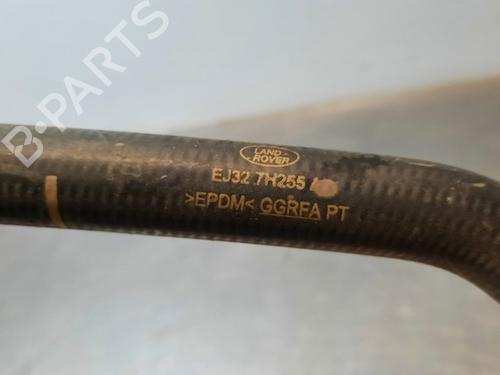 B-PARTS
LAND
ROVER
EJ32 7H255
>EPDM< GGRFA PT